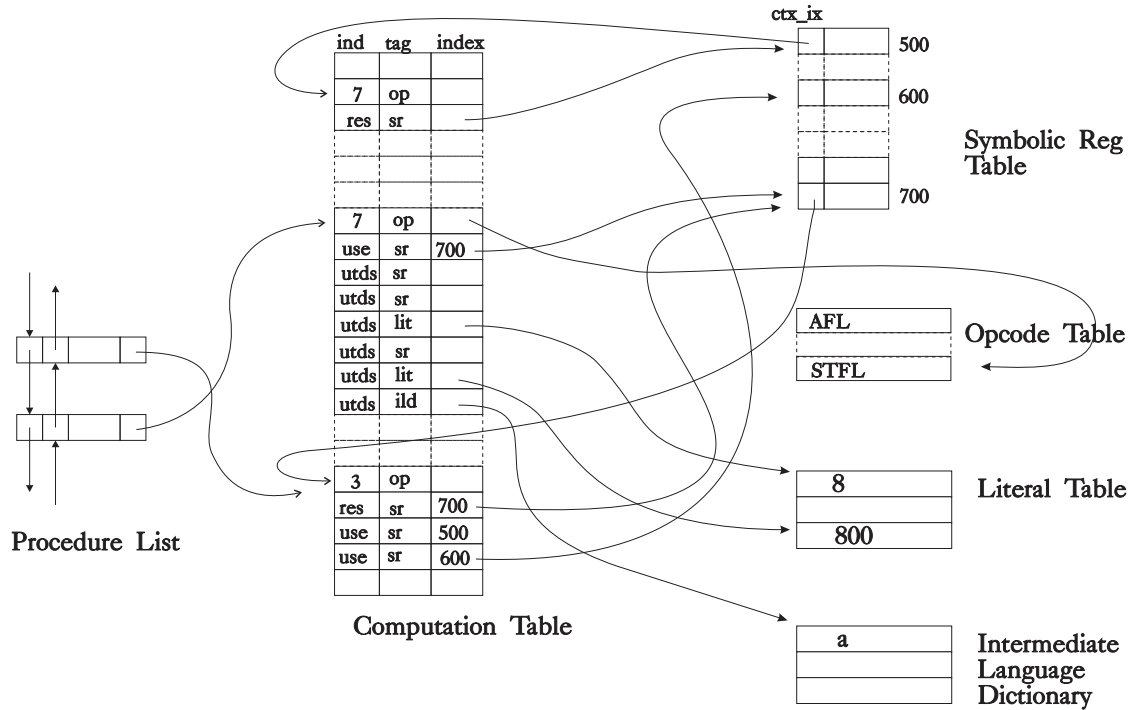 ctx_ix
ind tag index
500
7 op
600
res sr
Symbolic Reg
Table
700
7 op
use sr 700
utds sr
utds sr
utds lit
AFL
Opcode Table
utds sr
STFL
utds lit
utds ild
3 op
8
Literal Table
res sr 700
use sr 500
800
use sr 600
Procedure List
Computation Table
a
Intermediate
Language
Dictionary